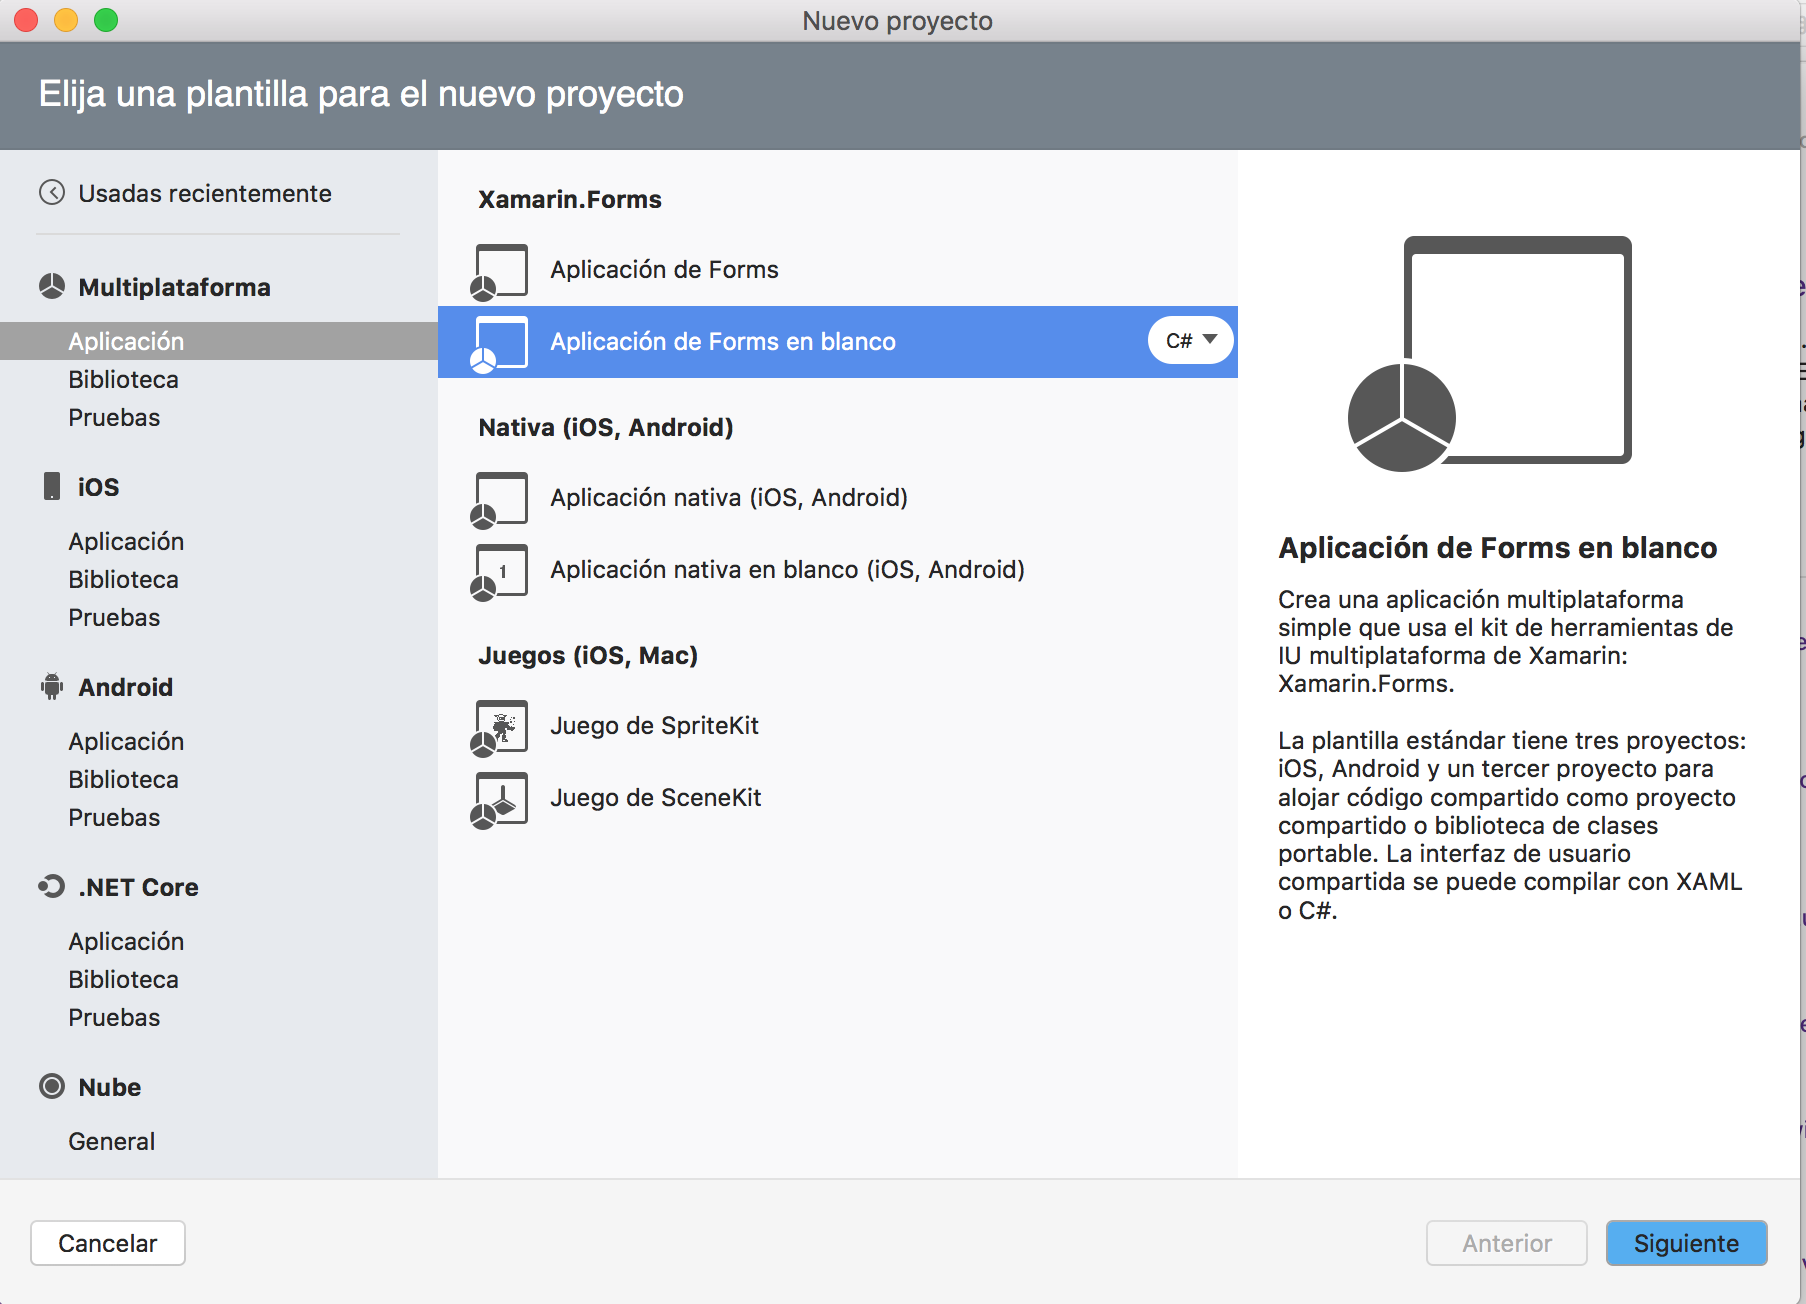 Nuevo proyecto
Elija una plantilla para el nuevo proyecto
Usadas recientemente
Multiplataforma
Aplicación
Biblioteca
Pruebas
iOS
Aplicación
Biblioteca
Pruebas
Android
Aplicación
Biblioteca
Pruebas
.NET Core
Aplicación
Biblioteca
Pruebas
Nube
General
Xamarin.Forms
Aplicación de Forms
Aplicación de Forms en blanco
C#
Nativa (iOS, Android)
Aplicación nativa (iOS, Android)
1
Aplicación nativa en blanco (iOS, Android)
Juegos (iOS, Mac)
Juego de SpriteKit
Juego de SceneKit
Aplicación de Forms en blanco
Crea una aplicación multiplataforma
simple que usa el kit de herramientas de
IU multiplataforma de Xamarin:
Xamarin.Forms.
La plantilla estándar tiene tres proyectos:
iOS, Android y un tercer proyecto para
alojar código compartido como proyecto
compartido o biblioteca de clases
portable. La interfaz de usuario
compartida se puede compilar con XAML
o C#.
Cancelar
Anterior
Siguiente